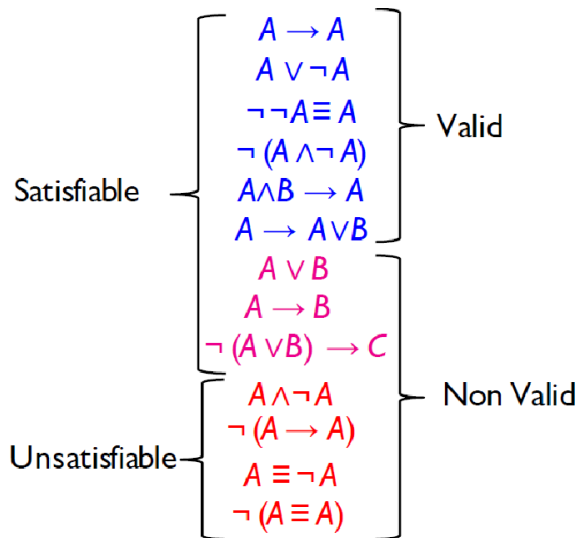 A → A
A ∨ ¬ A
¬ ¬A ≡ A
Valid
¬ (A ∧ ¬ A)
Satisfiable
A∧B → A
A → A∨B
A ∨ B
A → B
¬ (A ∨B) → C
A ∧¬ A
Non Valid
¬ (A → A)
Unsatisfiable
A ≡ ¬ A
¬ (A ≡ A)